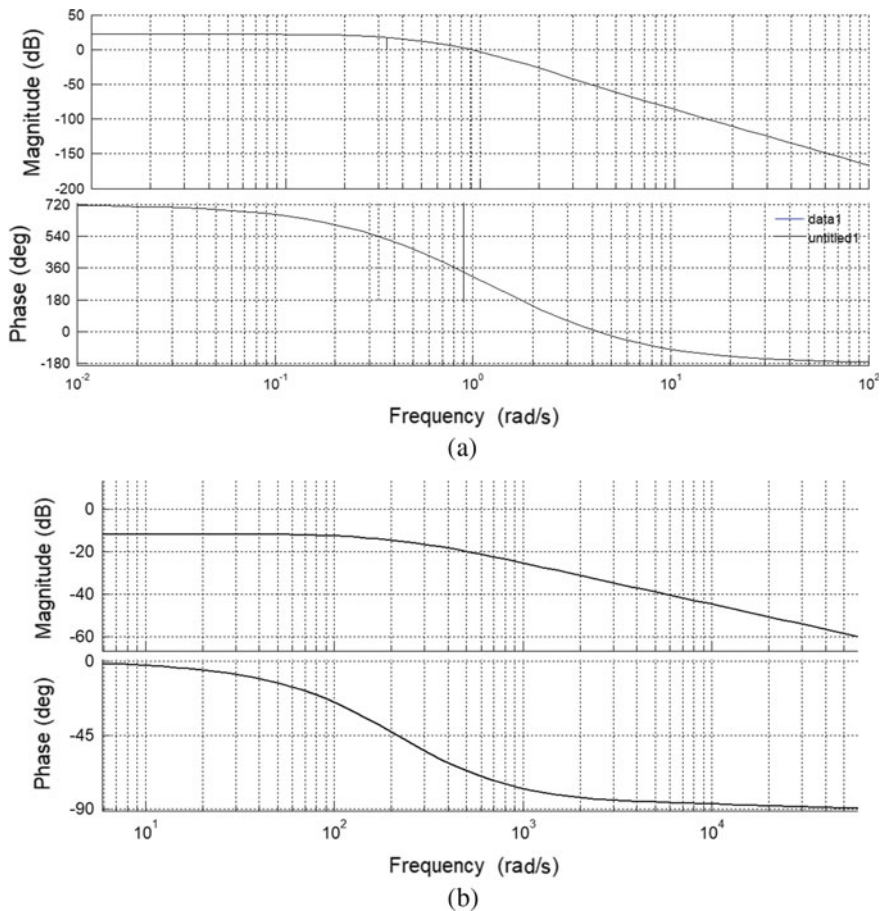 50
0
-50
-100
-150
-200
Magnitude (dB)
720
540
360
180
0
-180
Phase (deg)
data1
untitled1
10^-2
10^-1
10^0
10^1
10^2
Frequency (rad/s)
(a)
0
-20
-40
-60
Magnitude (dB)
0
-45
-90
Phase (deg)
10^1
10^2
10^3
10^4
Frequency (rad/s)
(b)